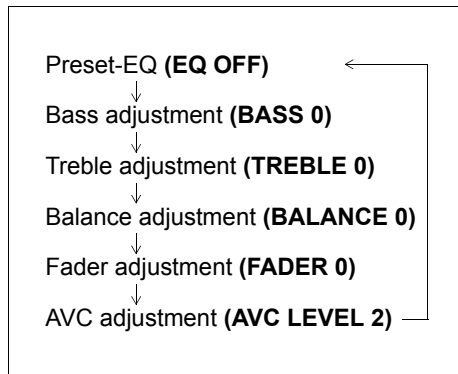 Preset-EQ (EQ OFF)
Bass adjustment (BASS 0)
Treble adjustment (TREBLE 0)
Balance adjustment (BALANCE 0)
Fader adjustment (FADER 0)
AVC adjustment (AVC LEVEL 2)